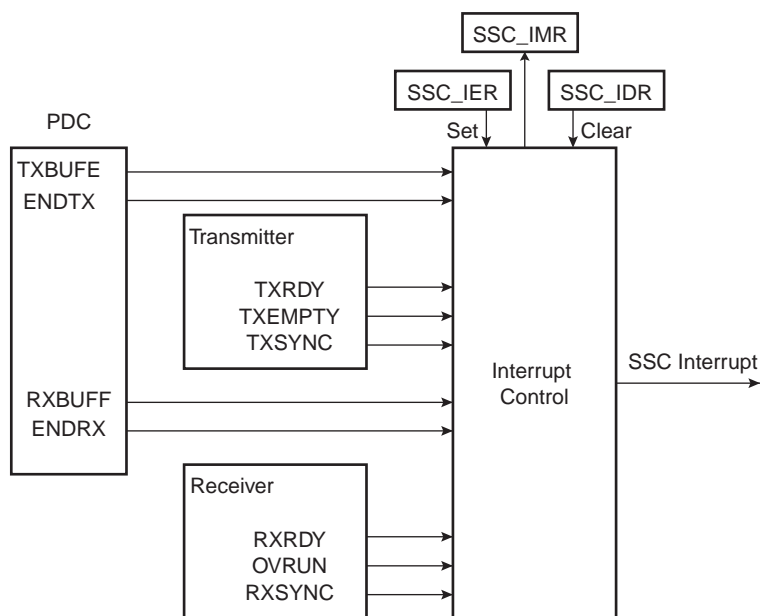 SSC_IMR
SSC_IER
SSC_IDR
PDC
Set
Clear
TXBUFE
ENDTX
Transmitter
TXRDY
TXEMPTY
TXSYNC
RXBUFF
ENDRX
Interrupt
Control
SSC Interrupt
Receiver
RXRDY
OVRUN
RXSYNC